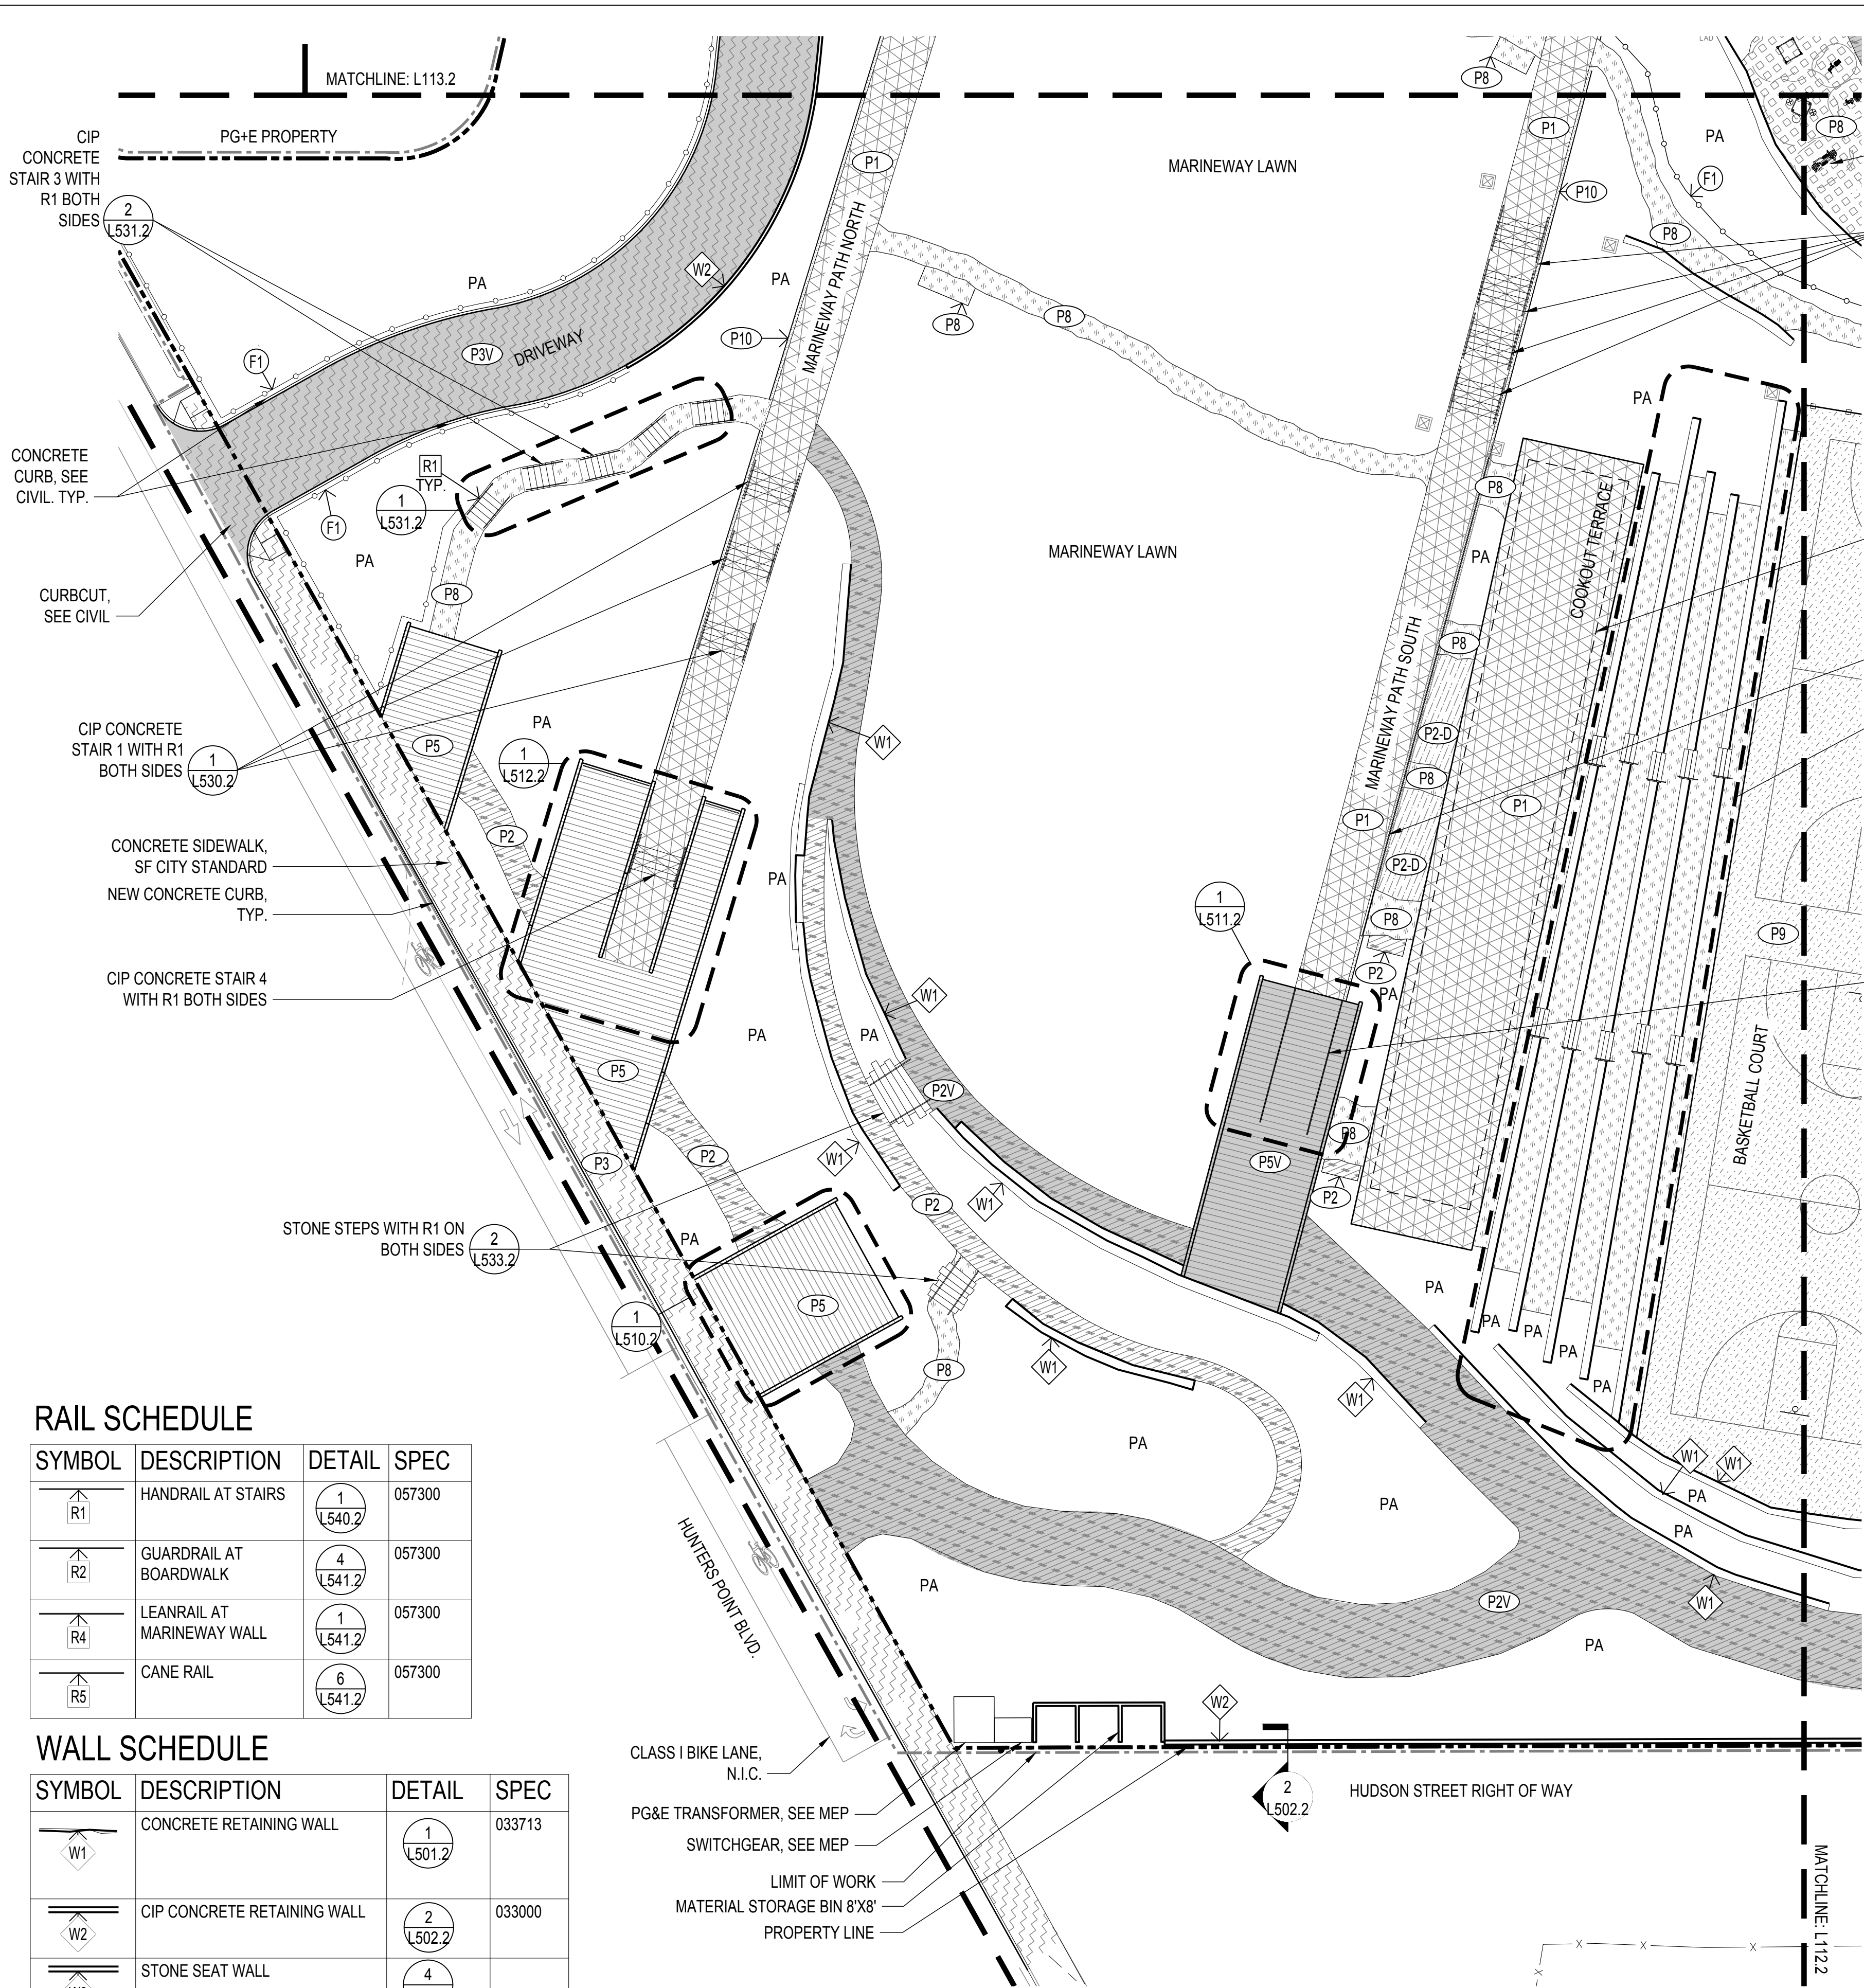 MATCHLINE: L113.2
PG+E PROPERTY
CIP
CONCRETE
STAIR 3 WITH
R1 BOTH
SIDES
2
L531.2
P1
P8
P1
PA
P8
MARINEWAY LAWN
P10
F1
P8
PA
W2
PA
MARINEWAY PATH NORTH
P8
P8
P10
P3V
DRIVEWAY
F1
PA
CONCRETE
CURB, SEE
CIVIL. TYP.
R1
TYP.
1
L531.2
F1
PA
P8
COOKOUT TERRACE
PA
MARINEWAY LAWN
CURBCUT,
SEE CIVIL
P8
P8
MARINEWAY PATH SOUTH
CIP CONCRETE
STAIR 1 WITH R1
BOTH SIDES
1
L530.2
PA
P5
1
L512.2
W1
P2-D
P8
P1
P1
P2
CONCRETE SIDEWALK,
SF CITY STANDARD
NEW CONCRETE CURB,
TYP.
PA
P2-D
P8
1
L511.2
P9
CIP CONCRETE STAIR 4
WITH R1 BOTH SIDES
P2
PA
W1
PA
PA
BASKETBALL COURT
P5
P2V
P8
P3
P2
W1
P5V
P2
P2
W1
STONE STEPS WITH R1 ON
BOTH SIDES
2
L533.2
PA
P5
1
L510.2
PA
PA
PA
PA
PA
P8
W1
W1
PA
PA
W1
W1
PA
PA
RAIL SCHEDULE
SYMBOL DESCRIPTION DETAIL SPEC
R1 HANDRAIL AT STAIRS 1 L540.2 057300
R2 GUARDRAIL AT
BOARDWALK 4 L541.2 057300
R4 LEANRAIL AT
MARINEWAY WALL 1 L541.2 057300
R5 CANE RAIL 6 L541.2 057300
HUNTERS POINT BLVD.
PA
P2V
W1
PA
WALL SCHEDULE
SYMBOL DESCRIPTION DETAIL SPEC
W1 CONCRETE RETAINING WALL 1 L501.2 033713
W2 CIP CONCRETE RETAINING WALL 2 L502.2 033000
STONE SEAT WALL 4
CLASS I BIKE LANE,
N.I.C.
PG&E TRANSFORMER, SEE MEP
SWITCHGEAR, SEE MEP
LIMIT OF WORK
MATERIAL STORAGE BIN 8'X8'
PROPERTY LINE
W2
2
L502.2
HUDSON STREET RIGHT OF WAY
MATCHLINE: L112.2